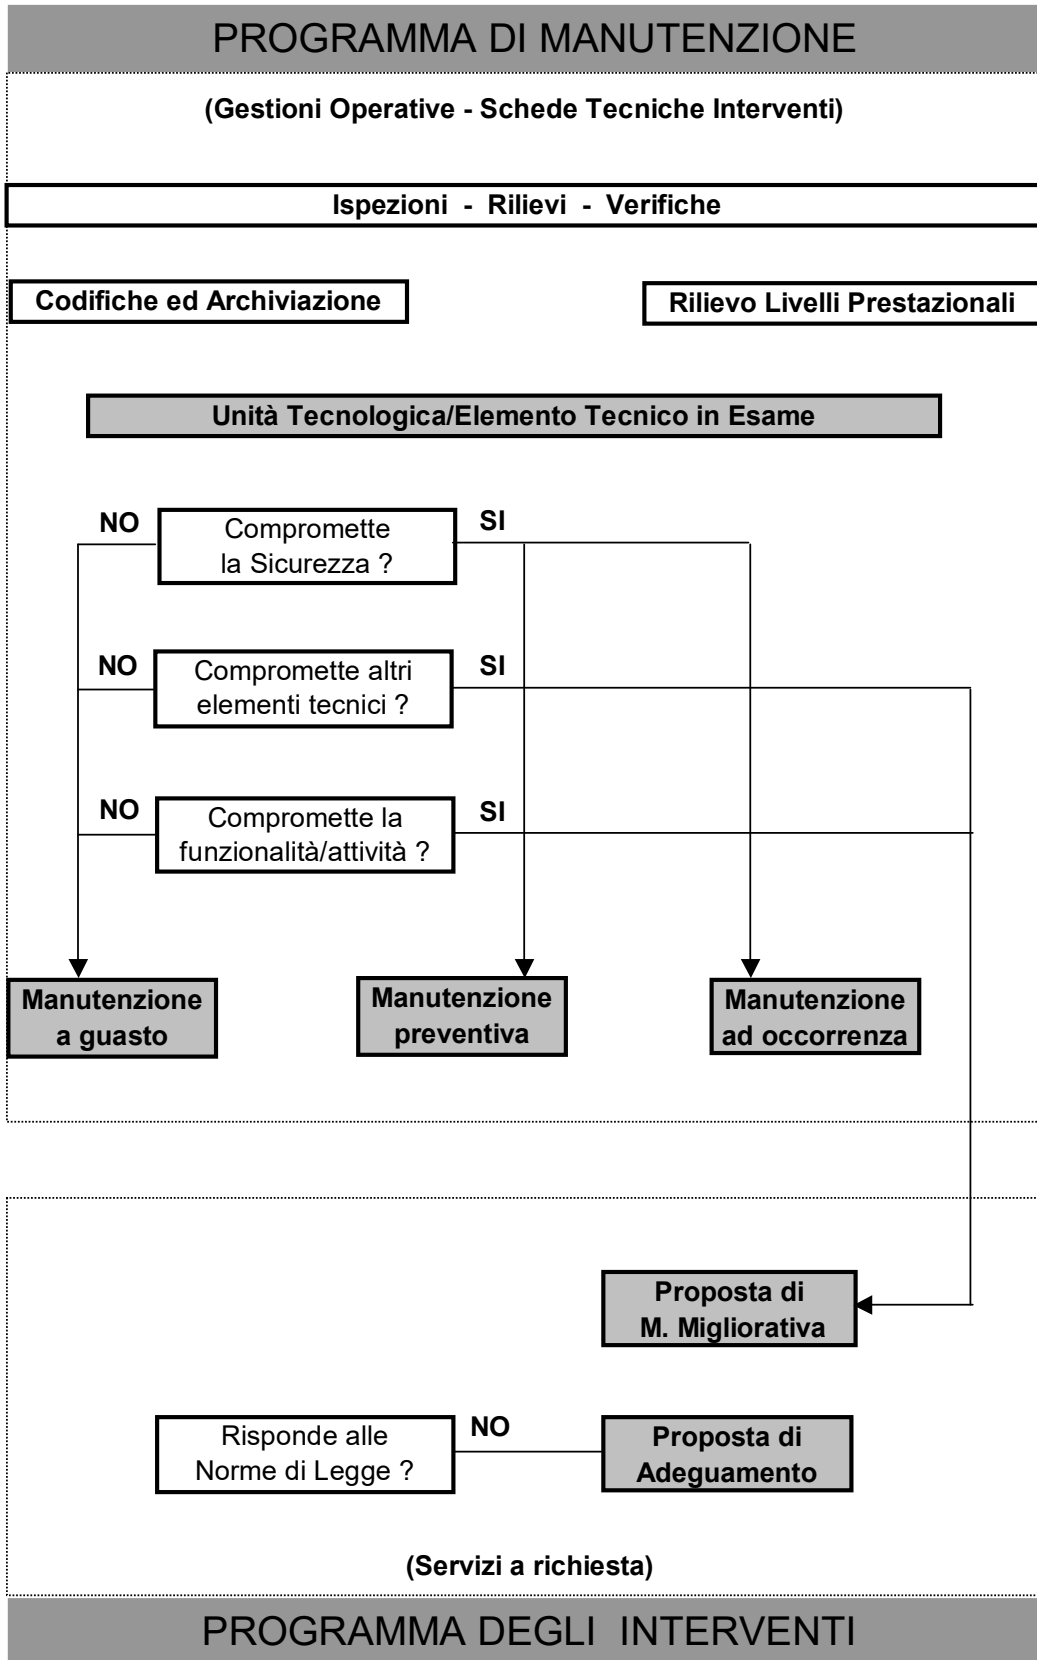 PROGRAMMA DI MANUTENZIONE
(Gestioni Operative - Schede Tecniche Interventi)
Ispezioni - Rilievi - Verifiche
Codifiche ed Archiviazione
Rilievo Livelli Prestazionali
Unità Tecnologica/Elemento Tecnico in Esame
NO
Compromette
la Sicurezza ?
SI
NO
Compromette altri
elementi tecnici ?
SI
NO
Compromette la
funzionalità/attività ?
SI
Manutenzione
a guasto
Manutenzione
preventiva
Manutenzione
ad occorrenza
Proposta di
M. Migliorativa
Risponde alle
Norme di Legge ?
NO
Proposta di
Adeguamento
(Servizi a richiesta)
PROGRAMMA DEGLI INTERVENTI